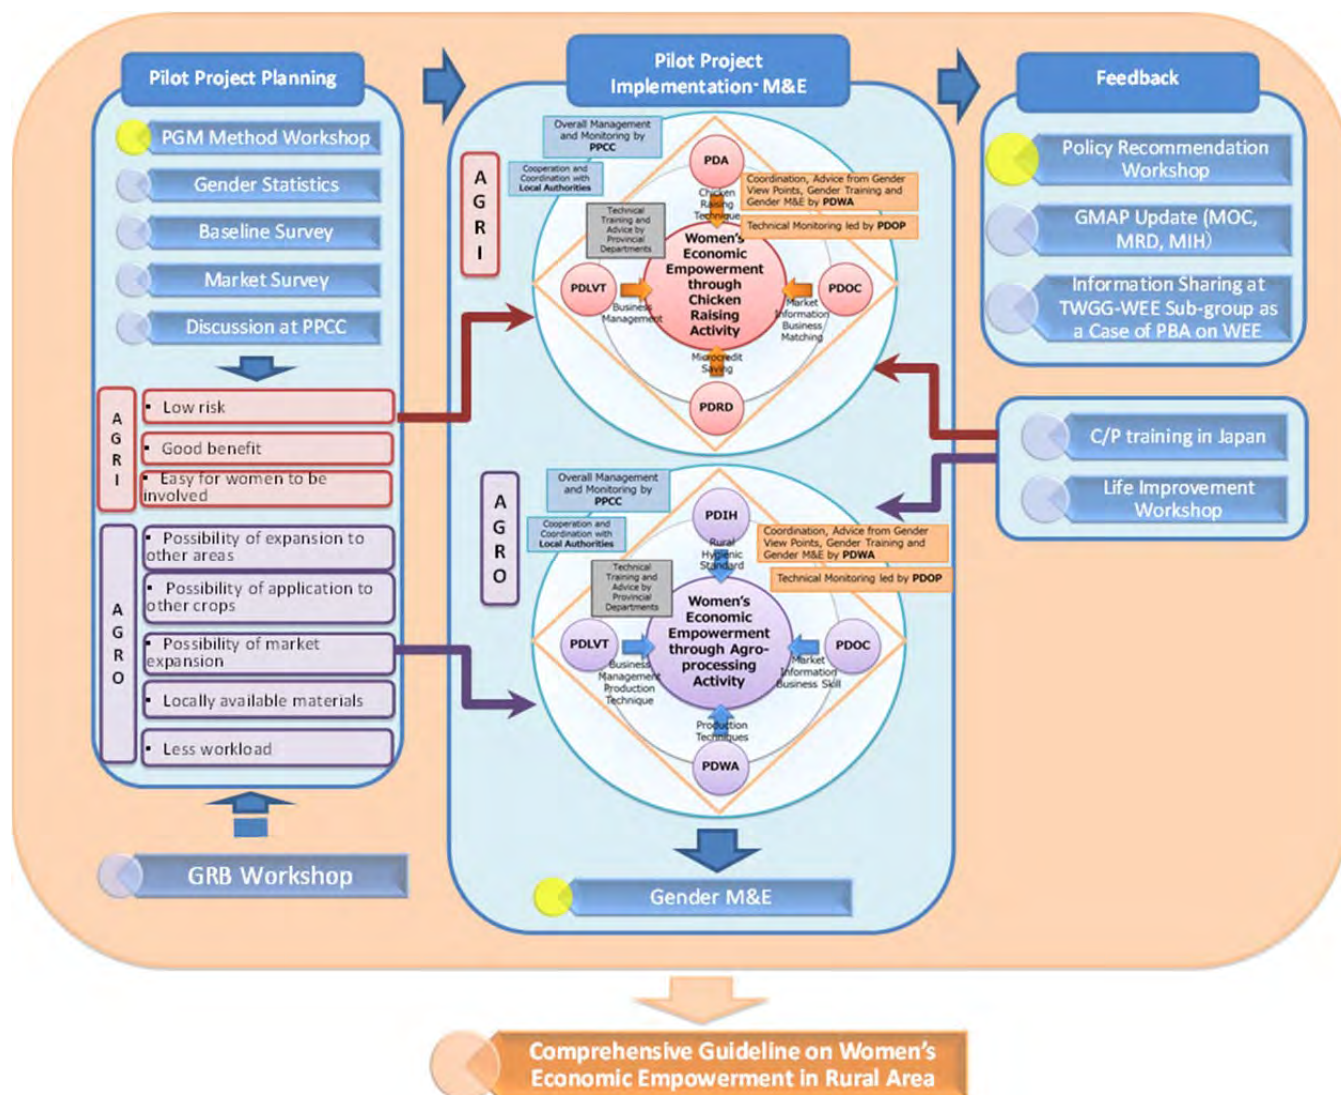 Pilot Project Planning
PGM Method Workshop
Gender Statistics
Baseline Survey
Market Survey
Discussion at PPCC
AGRI
▪ Low risk
▪ Good benefit
▪ Easy for women to be
involved
AGRO
▪ Possibility of expansion to
other areas
▪ Possibility of application to
other crops
▪ Possibility of market
expansion
▪ Locally available materials
▪ Less workload
GRB Workshop
Pilot Project
Implementation· M&E
AGRI
Overall Management
and Monitoring by
PPCC
Cooperation and
Coordination with
Local Authorities
Technical
Training and
Advice by
Provincial
Departments
PDA
Chicken
Raising
Technique
Coordination, Advice from Gender
View Points, Gender Training and
Gender M&E by PDWA
Technical Monitoring led by PDOP
PDLVT
Business
Management
Women's
Economic
Empowerment
through
Chicken
Raising
Activity
PDOC
Market
Information
Business
Matching
Microcredit
Saving
PDRD
AGRO
Overall Management
and Monitoring by
PPCC
Cooperation and
Coordination with
Local Authorities
Technical
Training and
Advice by
Provincial
Departments
PDIH
Rural
Hygienic
Standard
Coordination, Advice from Gender
View Points, Gender Training and
Gender M&E by PDWA
Technical Monitoring led by PDOP
PDLVT
Business
Management
Production
Technique
Women's
Economic
Empowerment
through Agro-
processing
Activity
PDOC
Market
Information
Business Skill
Production
Techniques
PDWA
Gender M&E
Feedback
Policy Recommendation
Workshop
GMAP Update (MOC,
MRD, MIH)
Information Sharing at
TWGG-WEE Sub-group as
a Case of PBA on WEE
C/P training in Japan
Life Improvement
Workshop
Comprehensive Guideline on Women's
Economic Empowerment in Rural Area